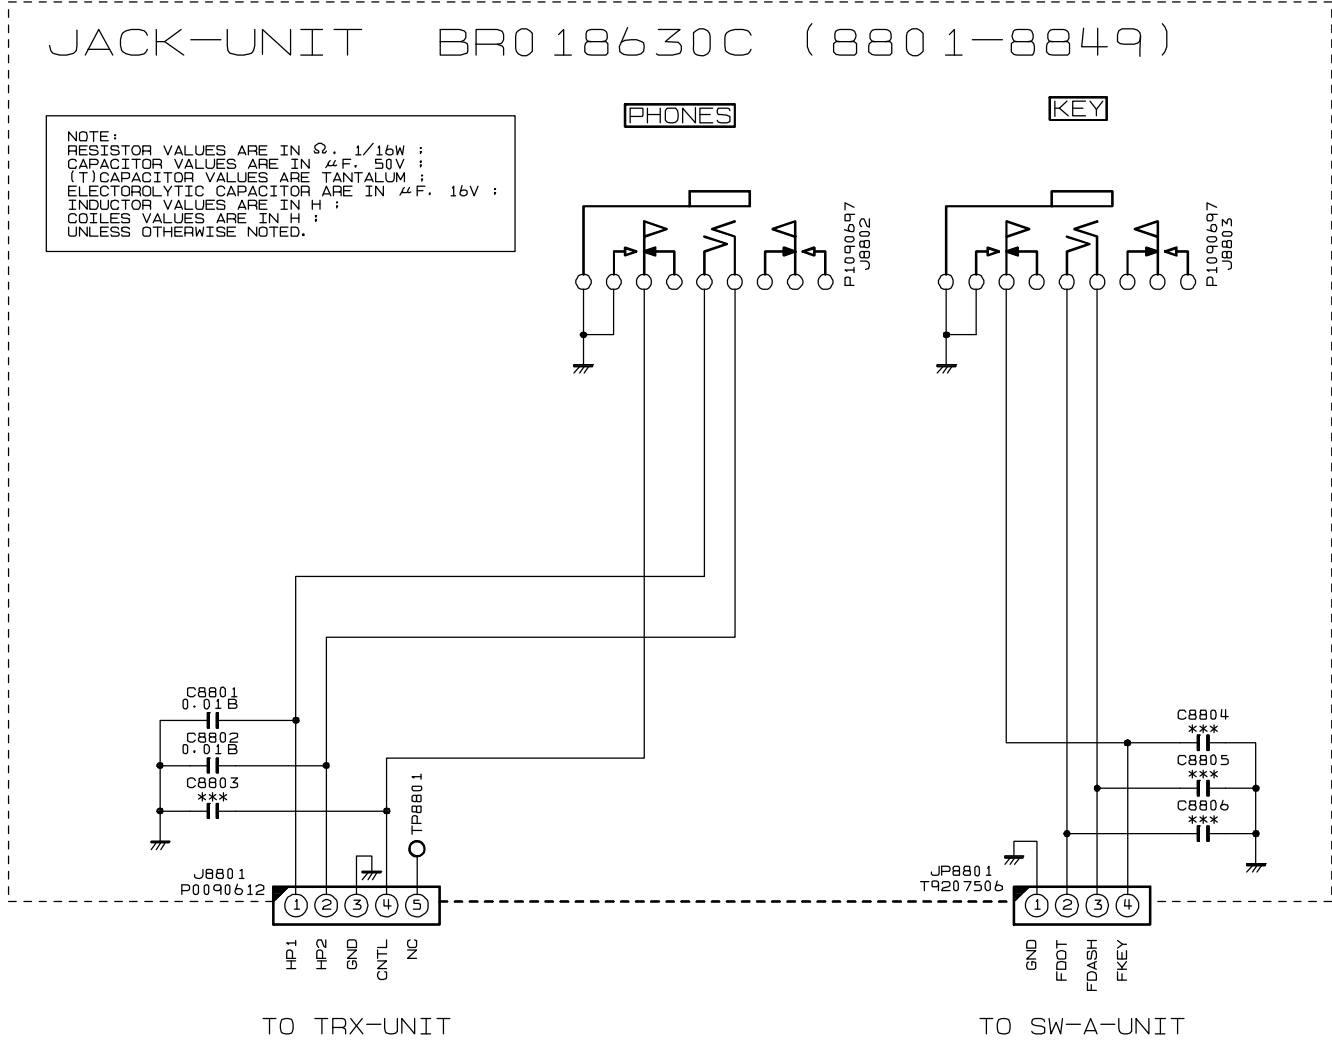 JACK-UNIT BR018630C (8801-8849)
PHONES
KEY
NOTE:
RESISTOR VALUES ARE IN Ω. 1/16W ;
CAPACITOR VALUES ARE IN μF. 50V ;
(T)CAPACITOR VALUES ARE TANTALUM ;
ELECTOROLYTIC CAPACITOR ARE IN μF. 16V ;
INDUCTOR VALUES ARE IN H ;
COILES VALUES ARE IN H ;
UNLESS OTHERWISE NOTED.
P1090697
J8802
P1090697
J8803
C8801
0.01B
C8802
0.01B
C8803
***
TP8801
C8804
***
C8805
***
C8806
***
J8801
P0090612
1 2 3 4 5
HP1
HP2
GND
CNTL
NC
JP8801
T9207506
1 2 3 4
GND
FDOT
FDASH
FKEY
TO TRX-UNIT
TO SW-A-UNIT